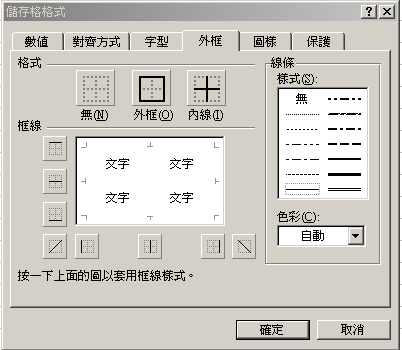 儲存格格式
數值 對齊方式 字型 外框 圖樣 保護
格式
無(N) 外框(O) 內線(I)
框線
文字 文字
文字 文字
按一下上面的圖以套用框線樣式。
線條
樣式(S):
無
色彩(C):
自動
確定 取消